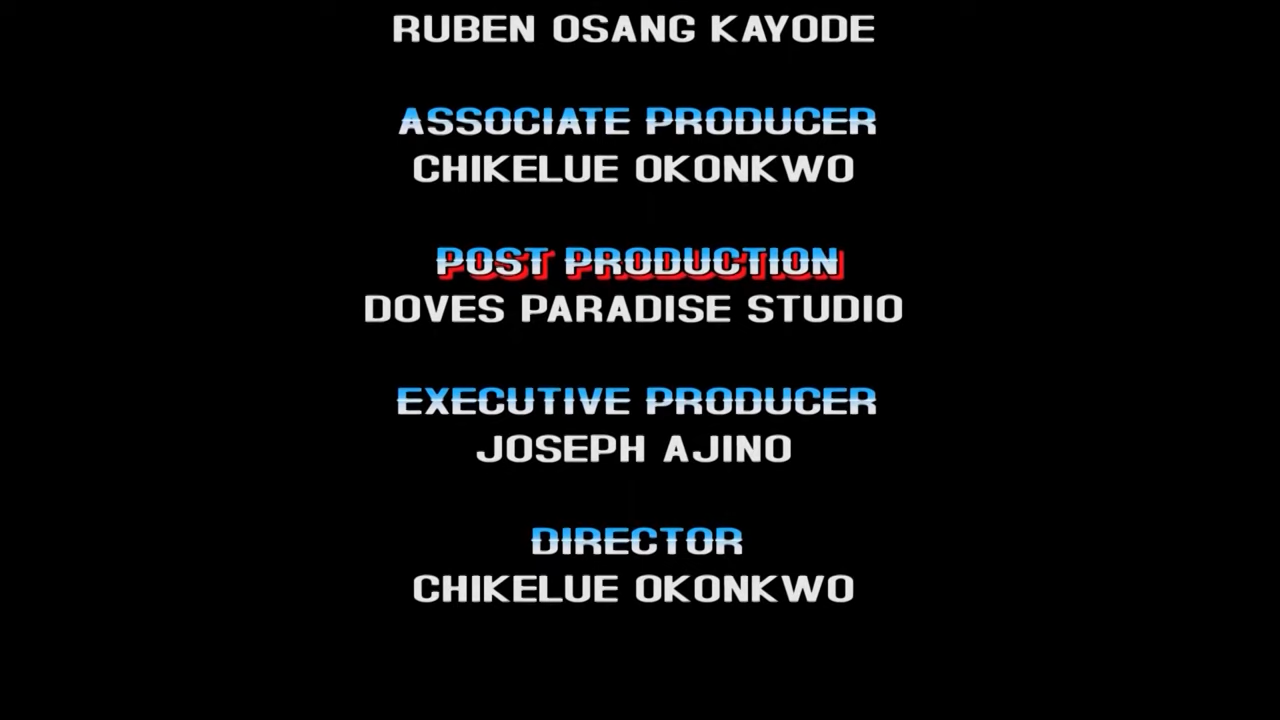 RUBEN OSANG KAYODE
ASSOCIATE PRODUCER
CHIKELUE OKONKWO
POST PRODUCTION
DOVES PARADISE STUDIO
EXECUTIVE PRODUCER
JOSEPH AJINO
DIRECTOR
CHIKELUE OKONKWO